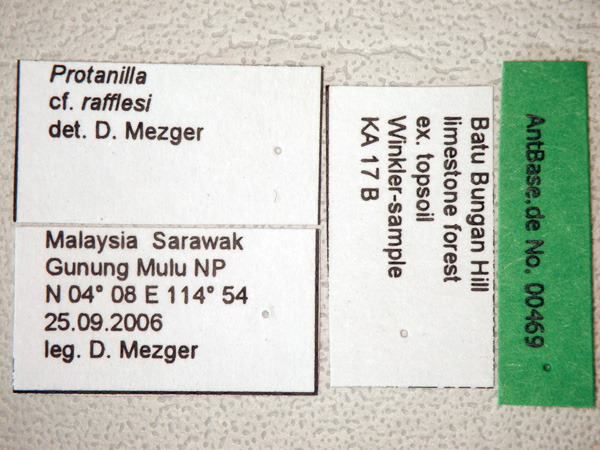 Protanilla
cf. rafflesi
det. D. Mezger
Malaysia Sarawak
Gunung Mulu NP
N 04° 08 E 114° 54
25.09.2006
leg. D. Mezger
Batu Bungan Hill
limestone forest
ex. topsoil
Winkler-sample
KA 17 B
AntBase.de No. 00469